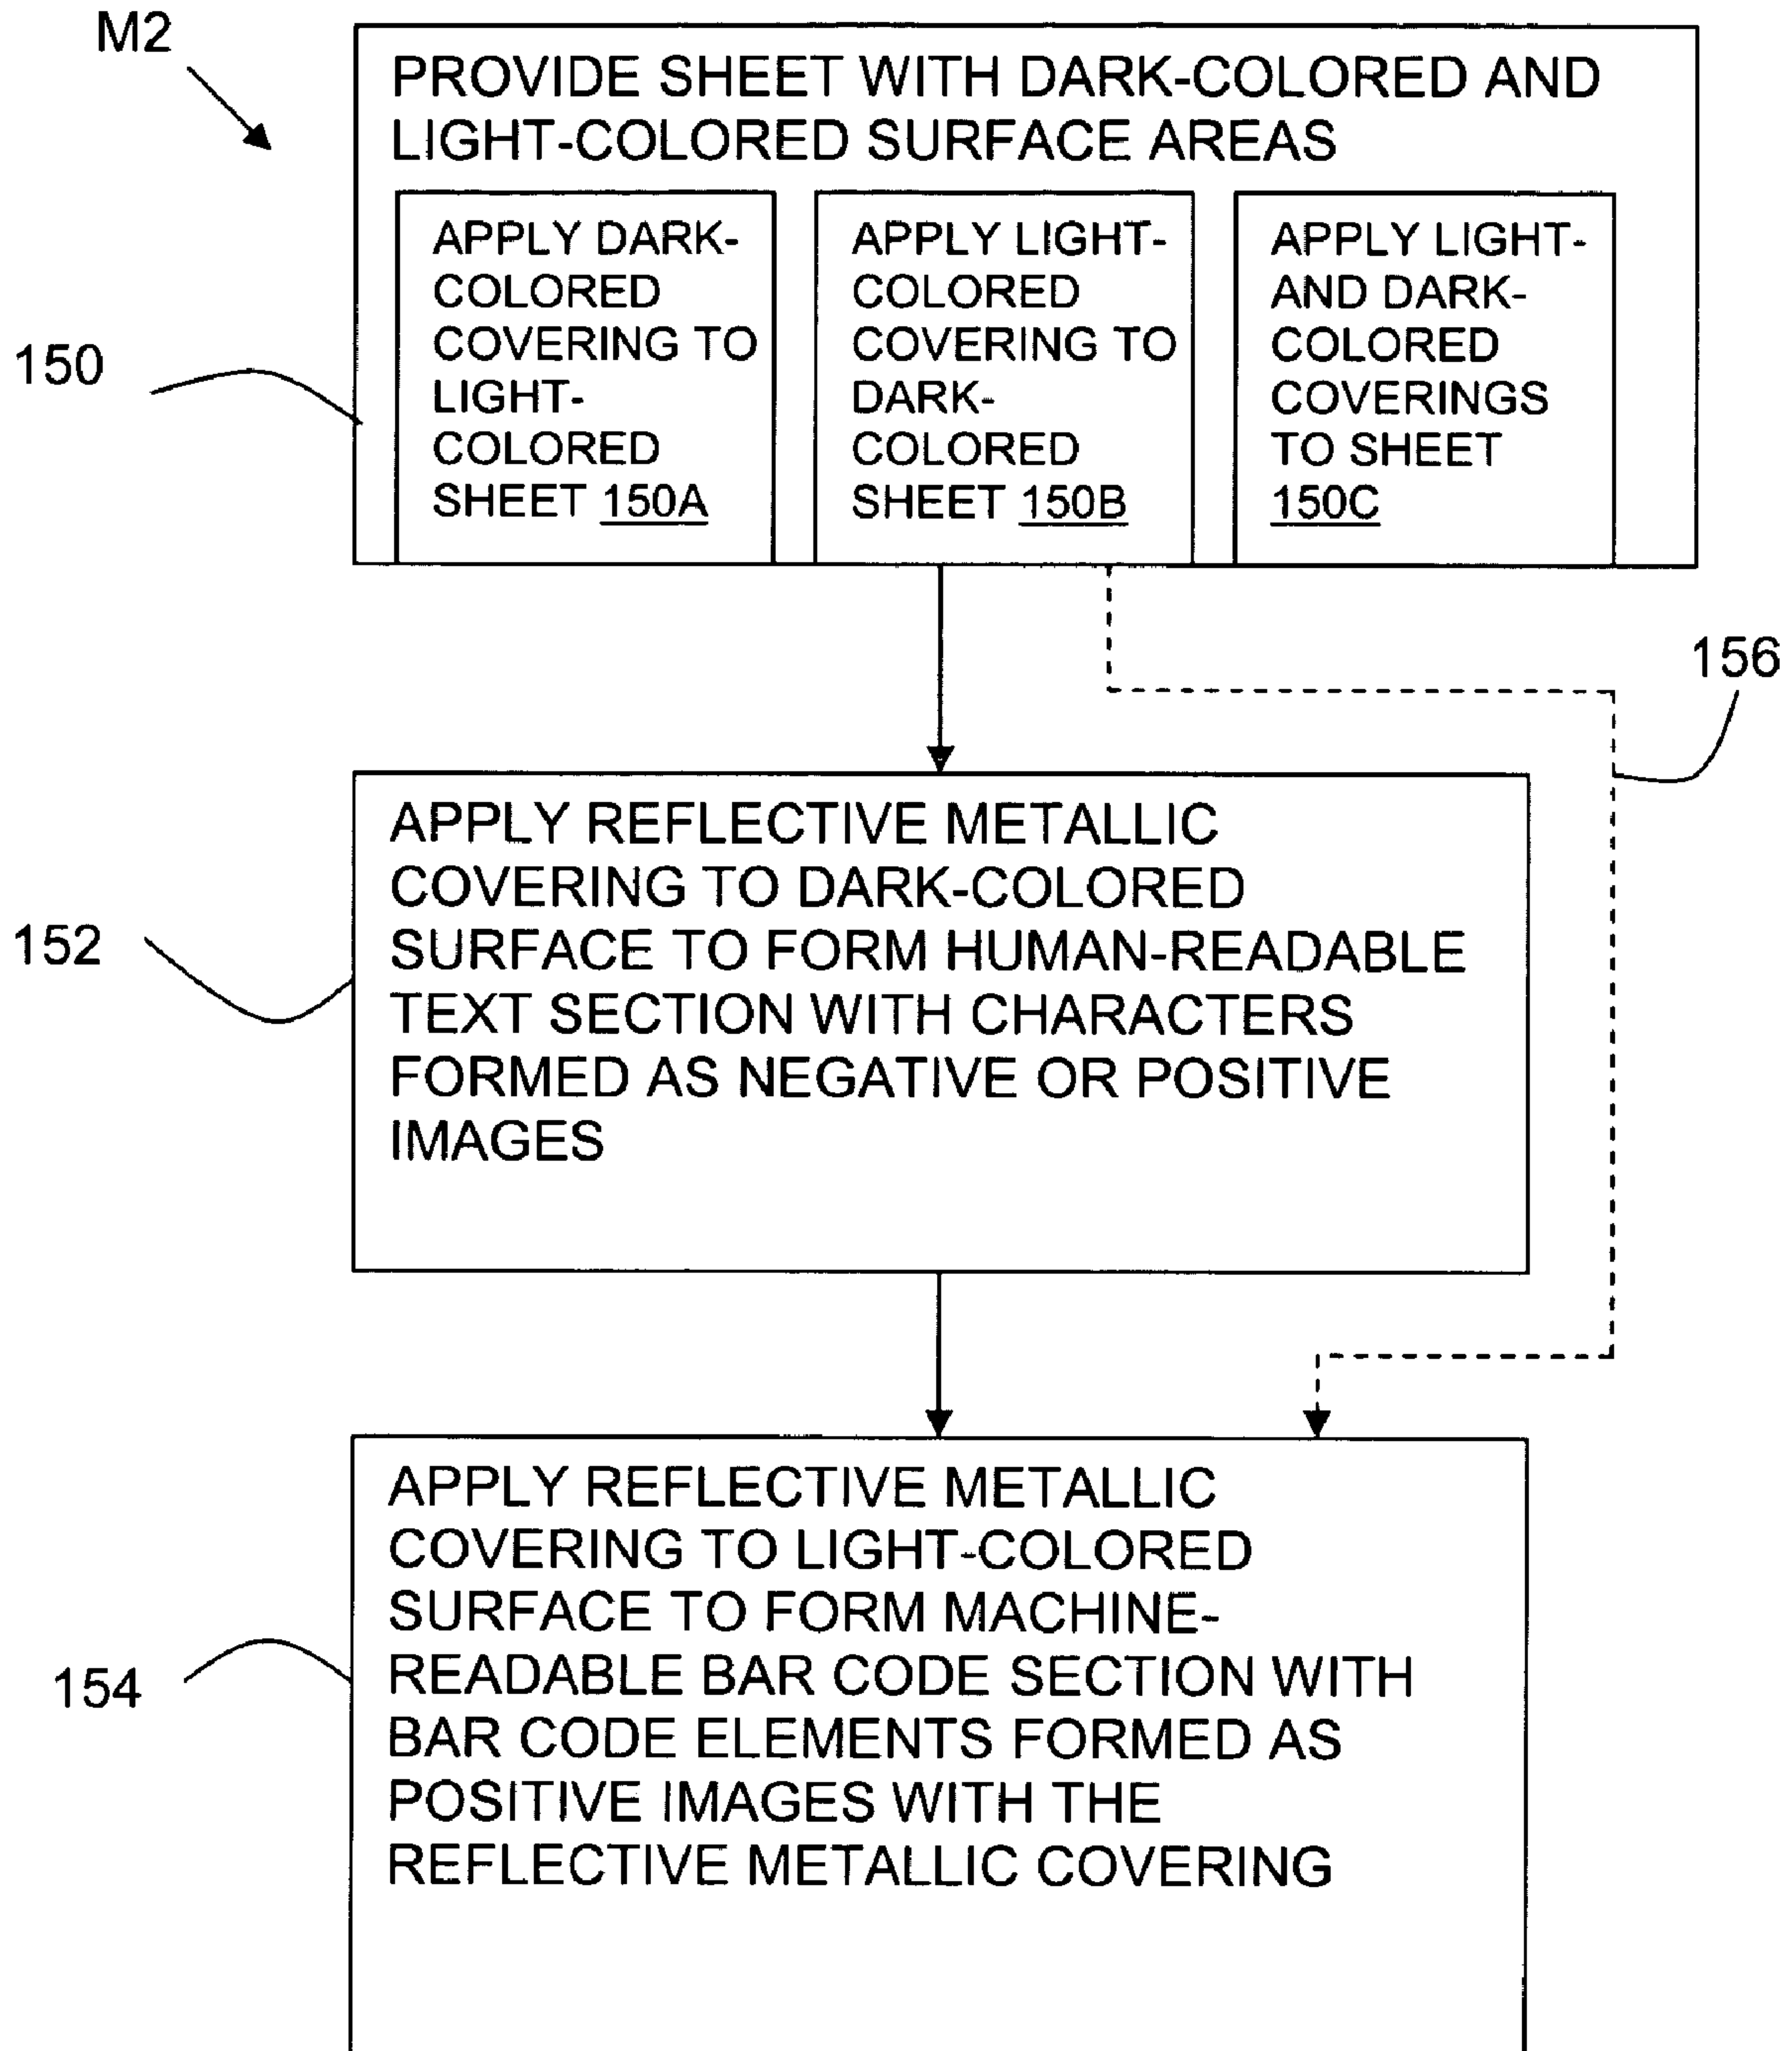 M2
PROVIDE SHEET WITH DARK-COLORED AND
LIGHT-COLORED SURFACE AREAS
APPLY DARK-
COLORED
COVERING TO
LIGHT-
COLORED
SHEET 150A
APPLY LIGHT-
COLORED
COVERING TO
DARK-
COLORED
SHEET 150B
APPLY LIGHT-
AND DARK-
COLORED
COVERINGS
TO SHEET
150C
150
156
APPLY REFLECTIVE METALLIC
COVERING TO DARK-COLORED
SURFACE TO FORM HUMAN-READABLE
TEXT SECTION WITH CHARACTERS
FORMED AS NEGATIVE OR POSITIVE
IMAGES
152
APPLY REFLECTIVE METALLIC
COVERING TO LIGHT-COLORED
SURFACE TO FORM MACHINE-
READABLE BAR CODE SECTION WITH
BAR CODE ELEMENTS FORMED AS
POSITIVE IMAGES WITH THE
REFLECTIVE METALLIC COVERING
154